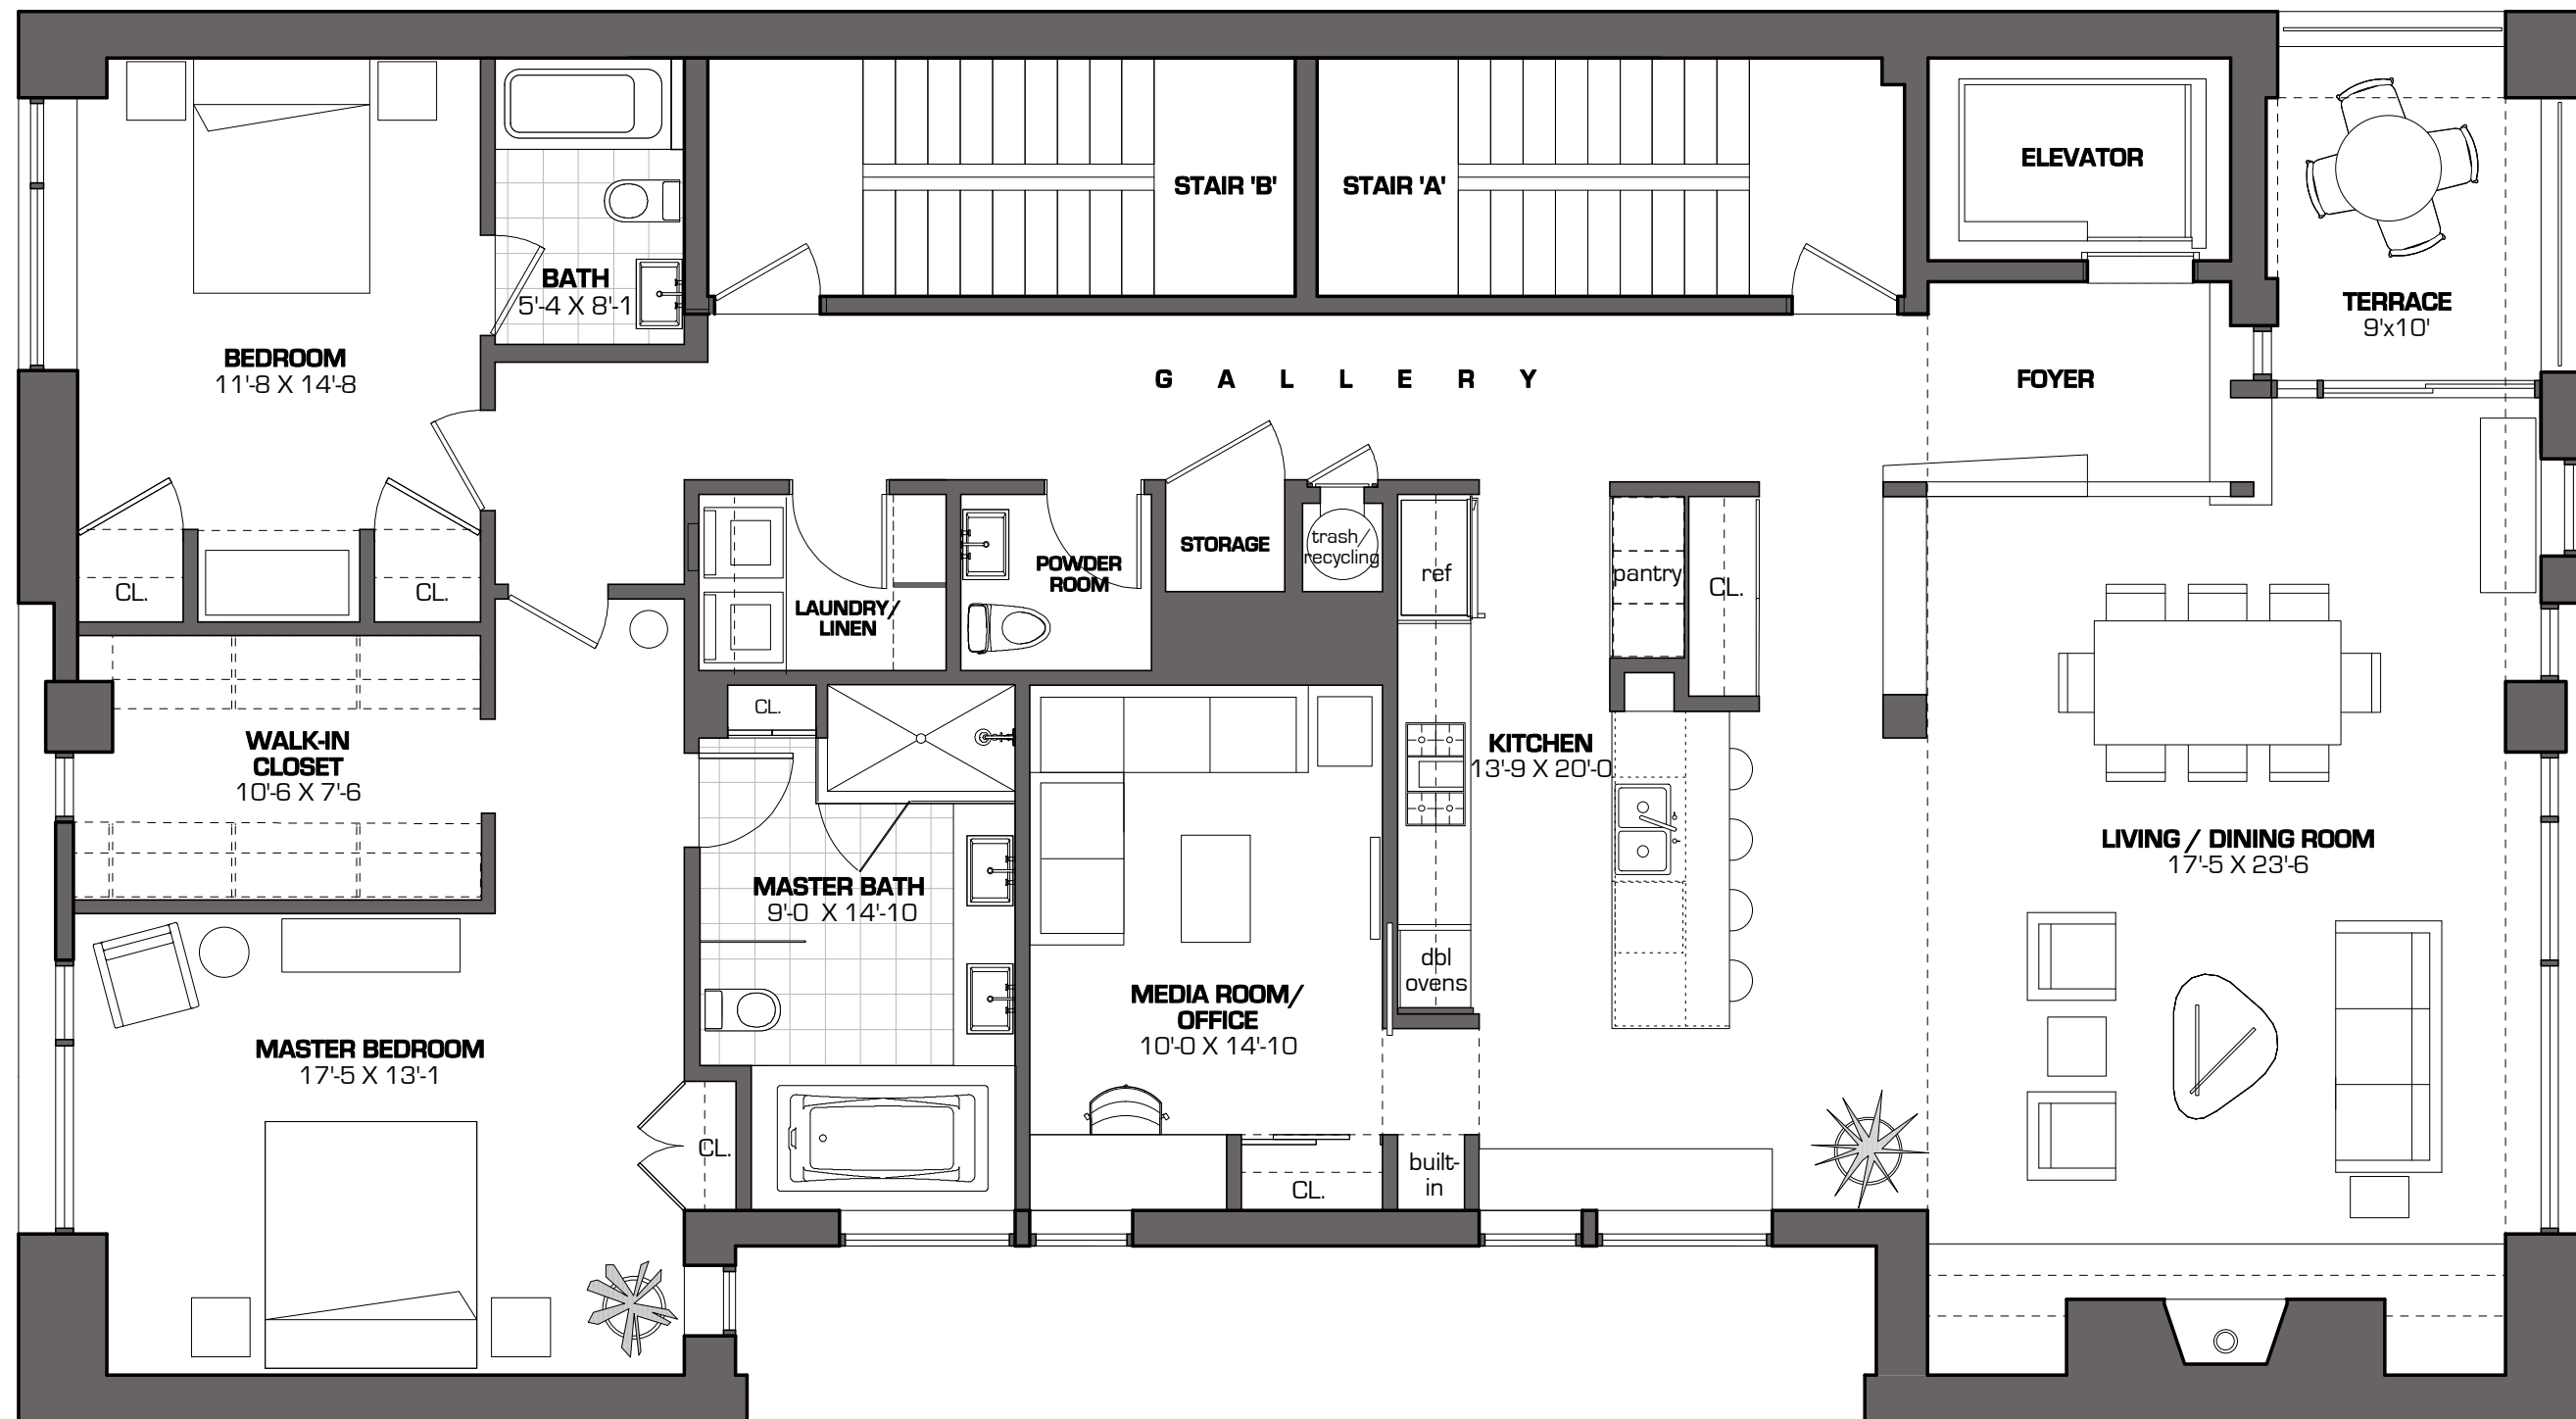 STAIR 'B'
STAIR 'A'
ELEVATOR
BATH
5'-4 X 8'-1
TERRACE
9'x10'
BEDROOM
11'-8 X 14'-8
G A L L E R Y
FOYER
CL.
CL.
LAUNDRY/
LINEN
POWDER
ROOM
STORAGE
trash/
recycling
ref
pantry
CL.
CL.
WALK-IN
CLOSET
10'-6 X 7'-6
KITCHEN
13'-9 X 20'-0
LIVING / DINING ROOM
17'-5 X 23'-6
MASTER BATH
9'-0 X 14'-10
dbl
ovens
MEDIA ROOM/
OFFICE
10'-0 X 14'-10
MASTER BEDROOM
17'-5 X 13'-1
CL.
CL.
built-
in